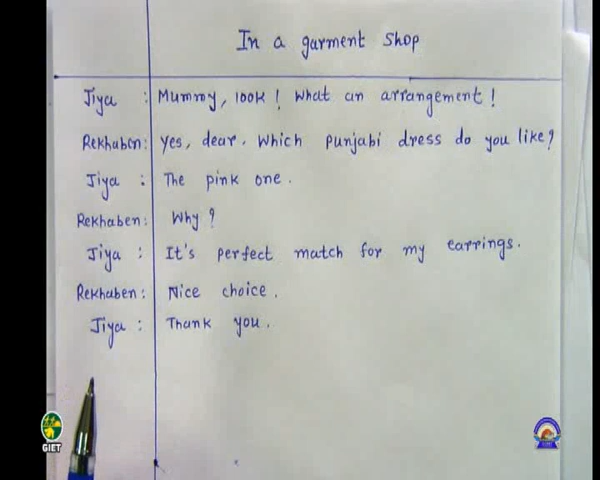 In a garment shop
Jiya : Mummy, look! What an arrangement!
Rekhaben: Yes, dear. Which punjabi dress do you like?
Jiya : The pink one.
Rekhaben: Why?
Jiya : It's perfect match for my earrings.
Rekhaben: Nice choice.
Jiya : Thank you.
GIET